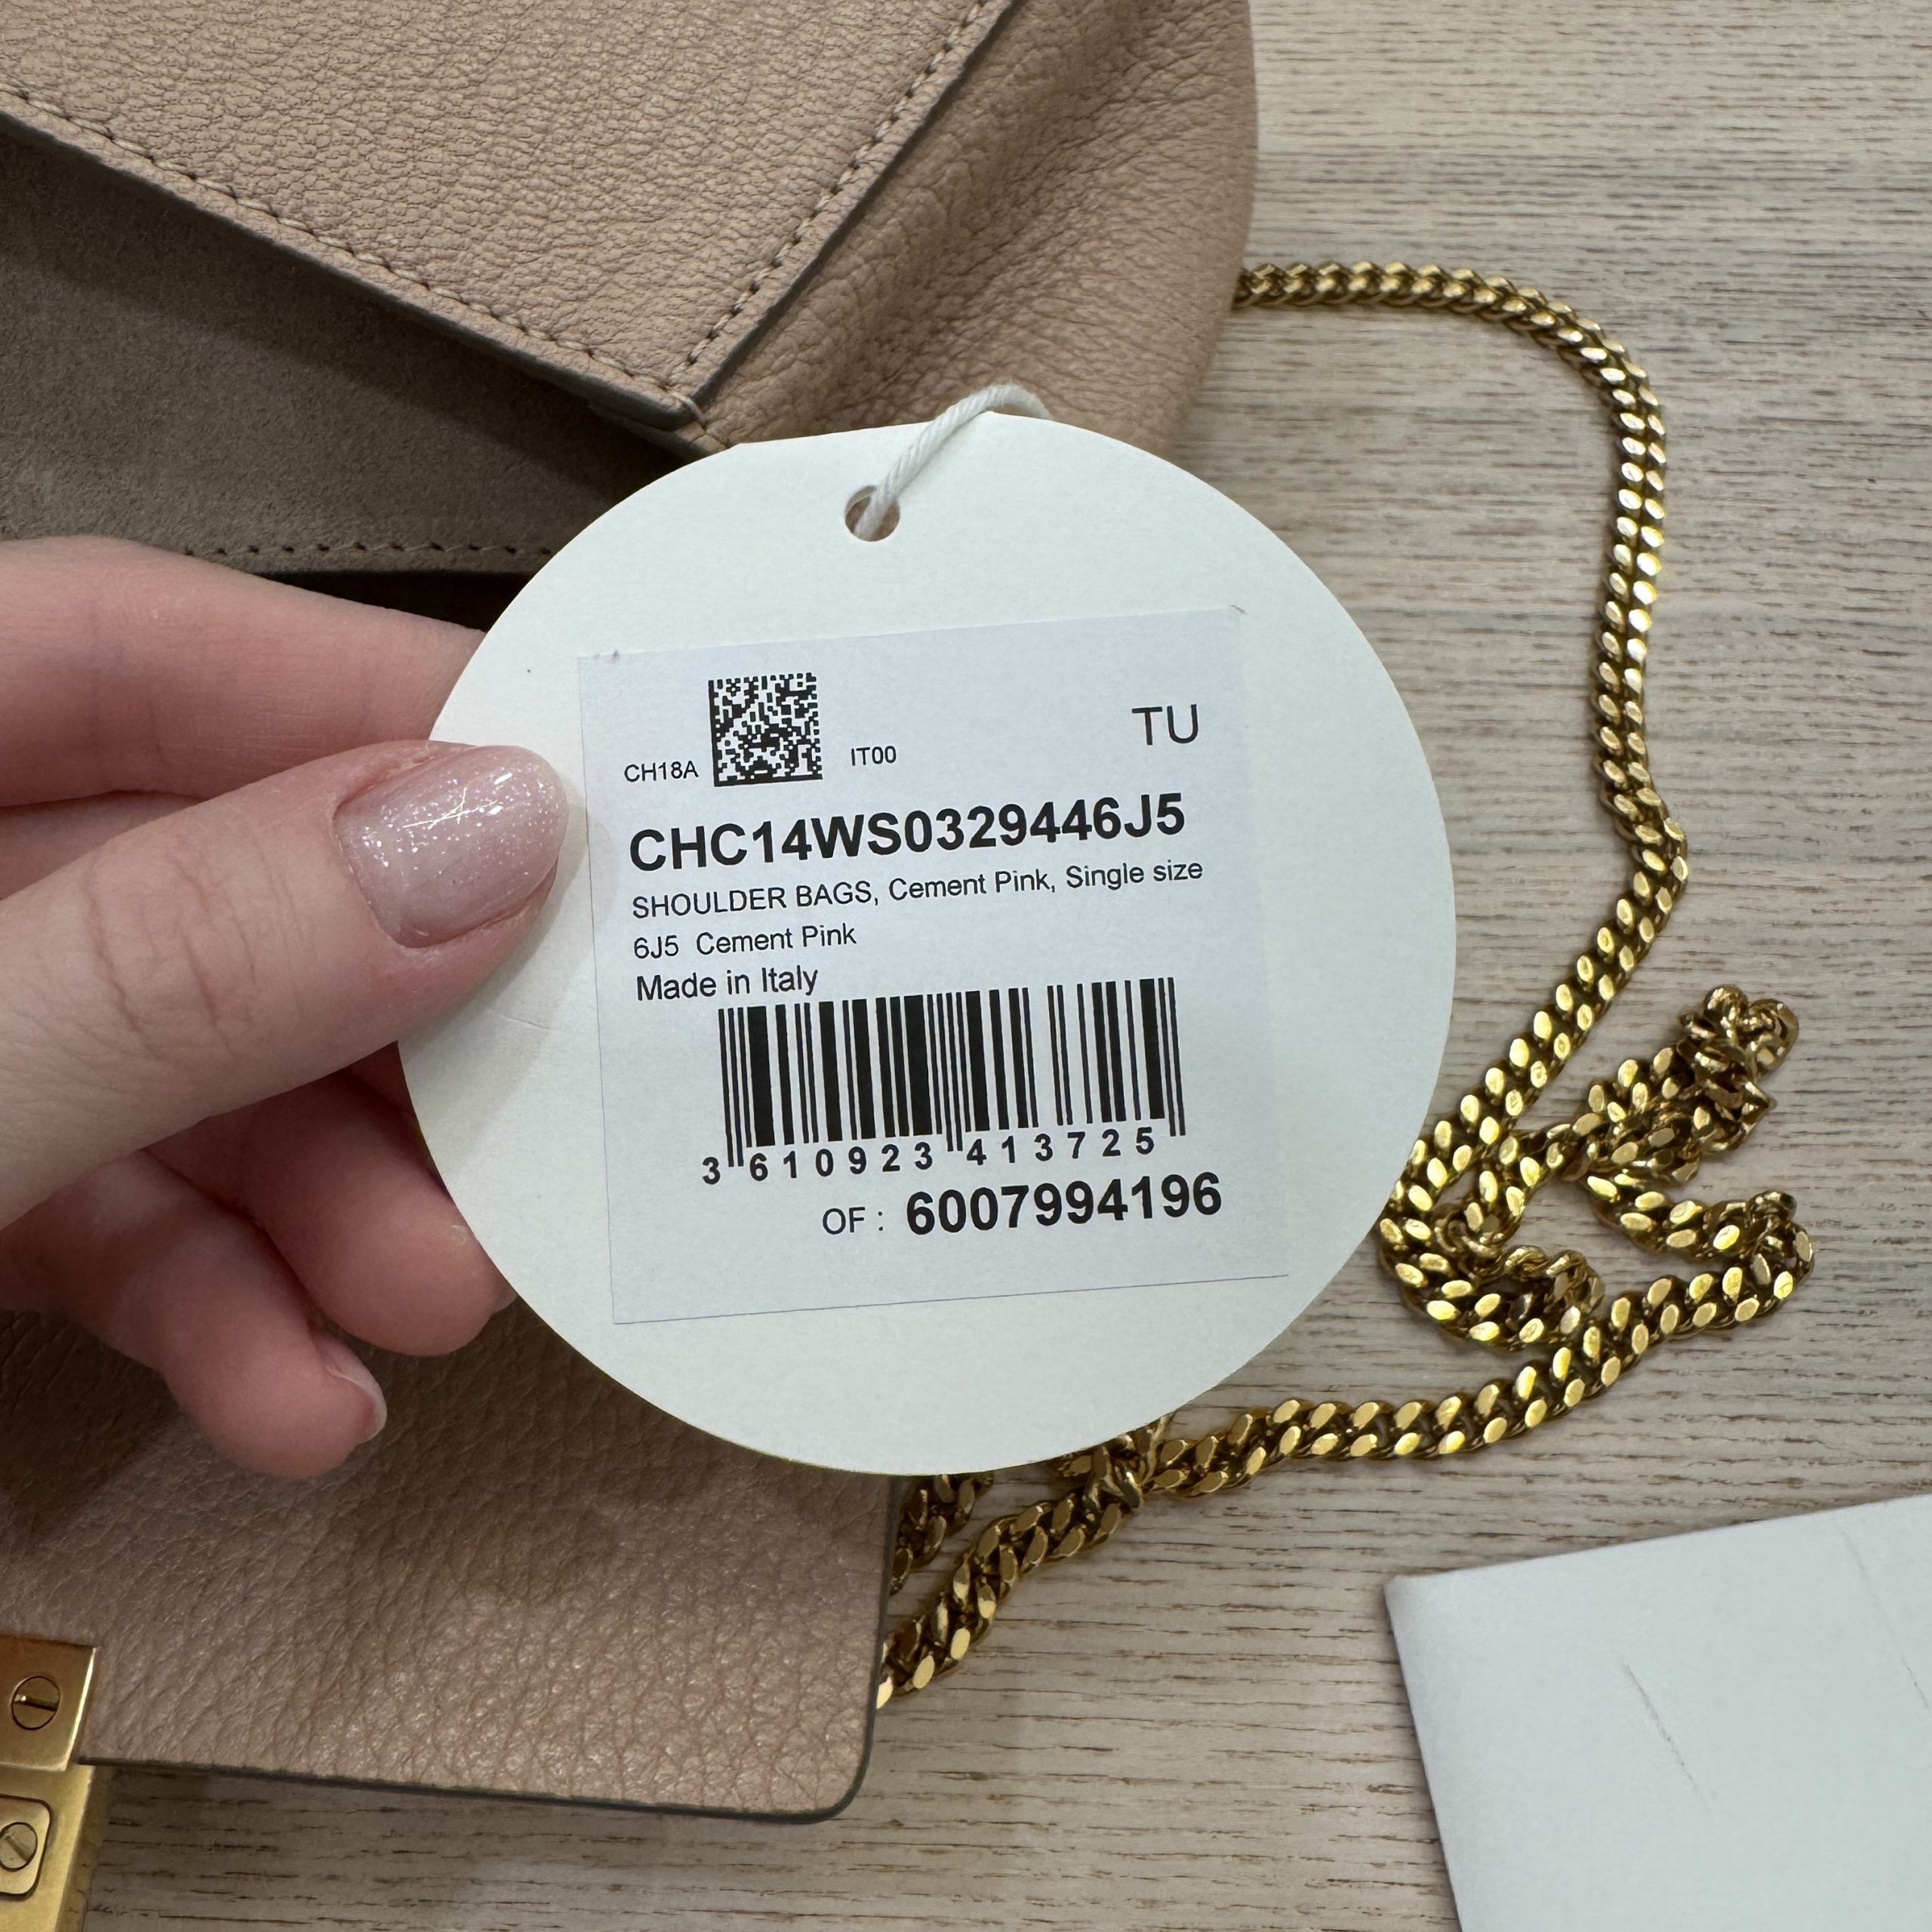 CH18A IT00 TU
CHC14WS0329446J5
SHOULDER BAGS, Cement Pink, Single size
6J5 Cement Pink
Made in Italy
3 610923 413725
OF : 6007994196